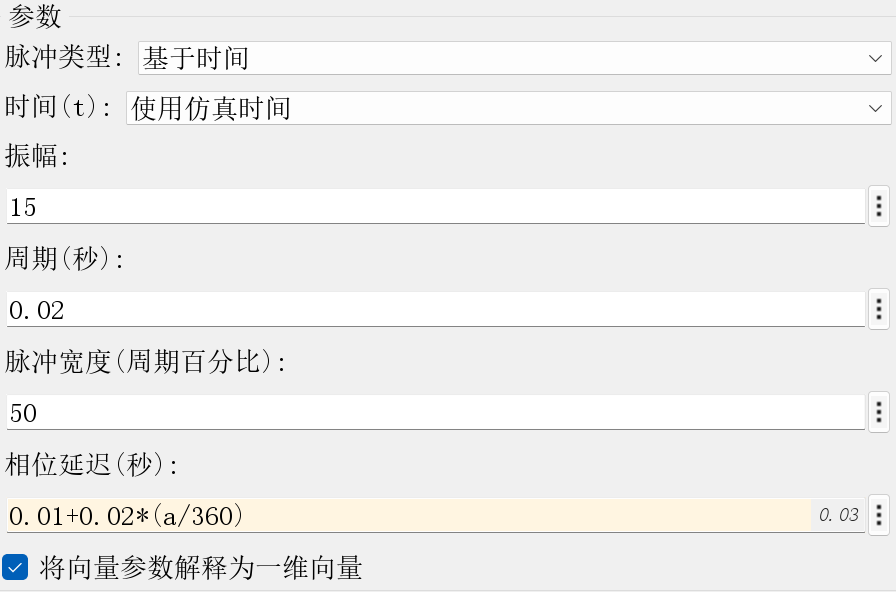 参数
脉冲类型: 基于时间
时间(t): 使用仿真时间
振幅:
15
周期(秒):
0.02
脉冲宽度(周期百分比):
50
相位延迟(秒):
0.01+0.02*(a/360) 0.03
将向量参数解释为一维向量